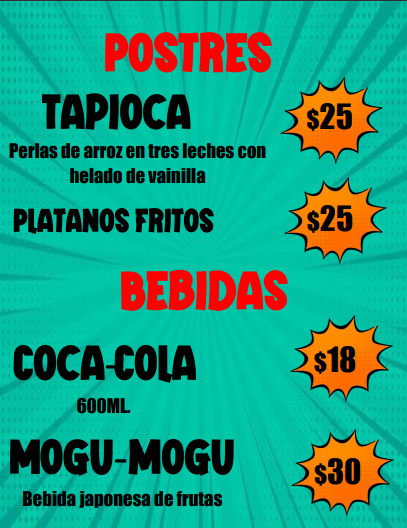 POSTRES
TAPIOCA
$25
Perlas de arroz en tres leches con
helado de vainilla
PLATANOS FRITOS
$25
BEBIDAS
COCA-COLA
$18
600ML.
MOGU-MOGU
$30
Bebida japonesa de frutas